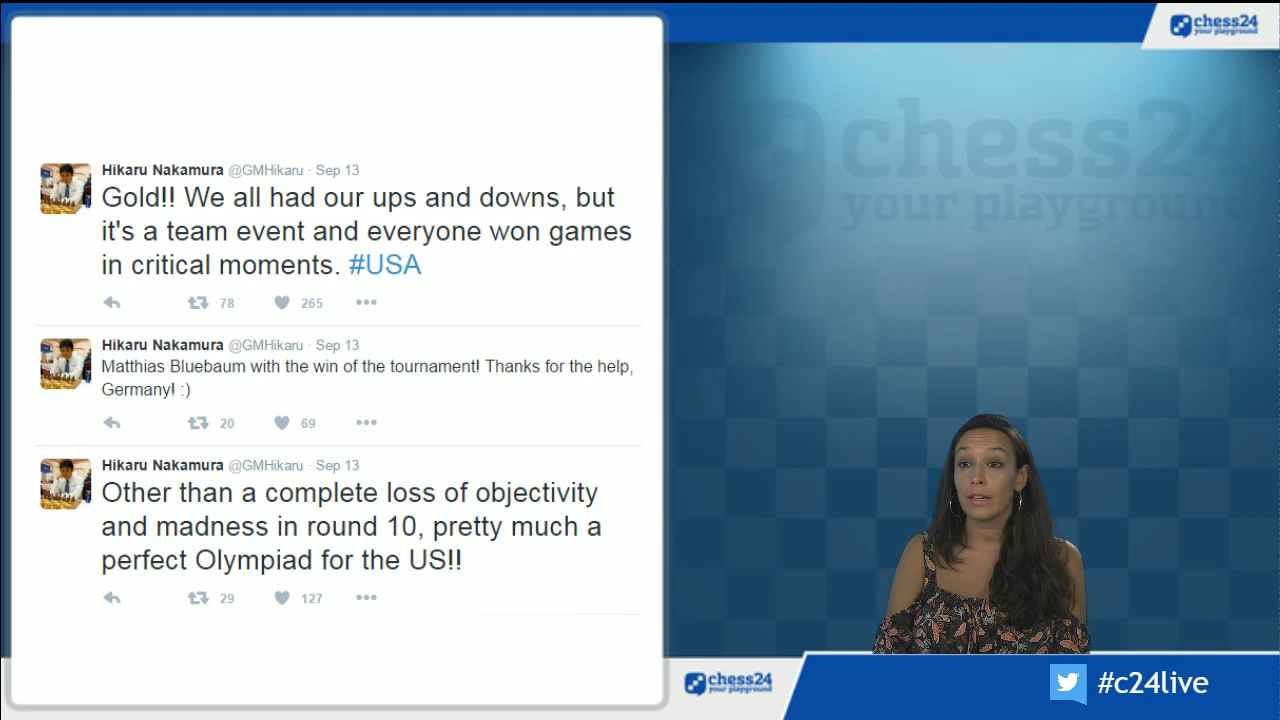 Hikaru Nakamura @GMHikaru · Sep 13
Gold!! We all had our ups and downs, but
it's a team event and everyone won games
in critical moments. #USA
78 265
Hikaru Nakamura @GMHikaru · Sep 13
Matthias Bluebaum with the win of the tournament! Thanks for the help,
Germany! :)
20 69
Hikaru Nakamura @GMHikaru · Sep 13
Other than a complete loss of objectivity
and madness in round 10, pretty much a
perfect Olympiad for the US!!
29 127
chess24
your playground
chess24
your playground
chess24
your playground
#c24live